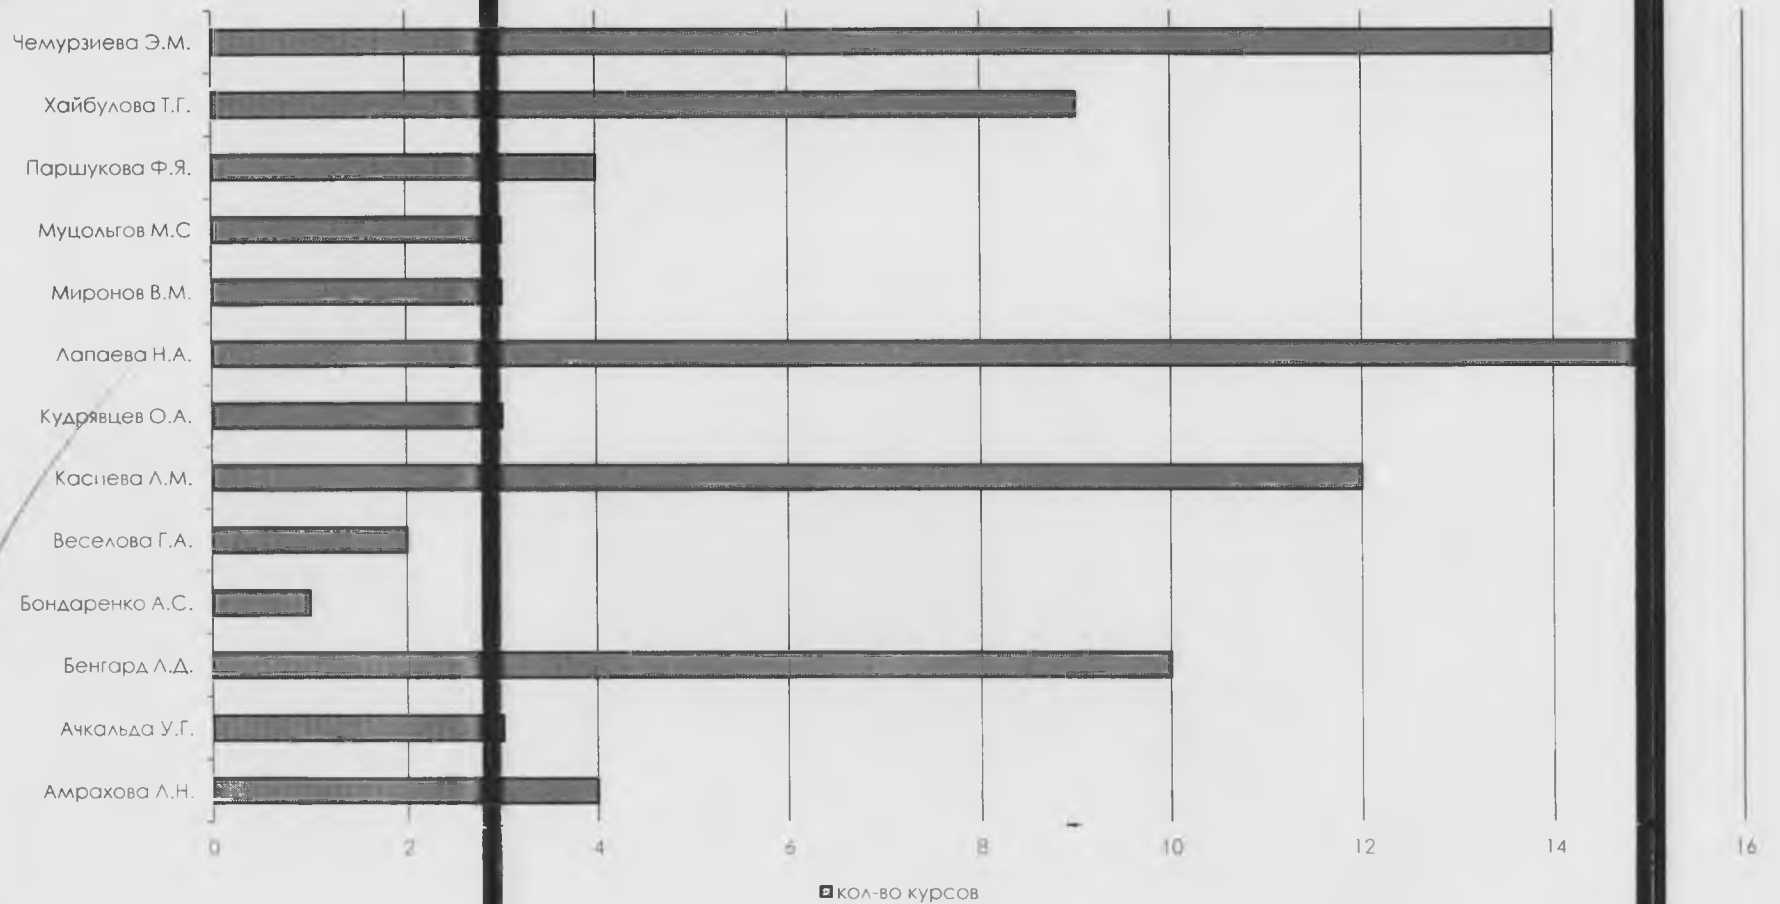 Чемурзиева Э.М.
Хайбулова Т.Г.
Паршукова Ф.Я.
Муцольгов М.С
Миронов В.М.
Лапаева Н.А.
Кудрявцев О.А.
Касиева Л.М.
Веселова Г.А.
Бондаренко А.С.
Бенгард Л.Д.
Ачкальда У.Г.
Амрахова Л.Н.
0 2 4 6 8 10 12 14 16
кол-во курсов